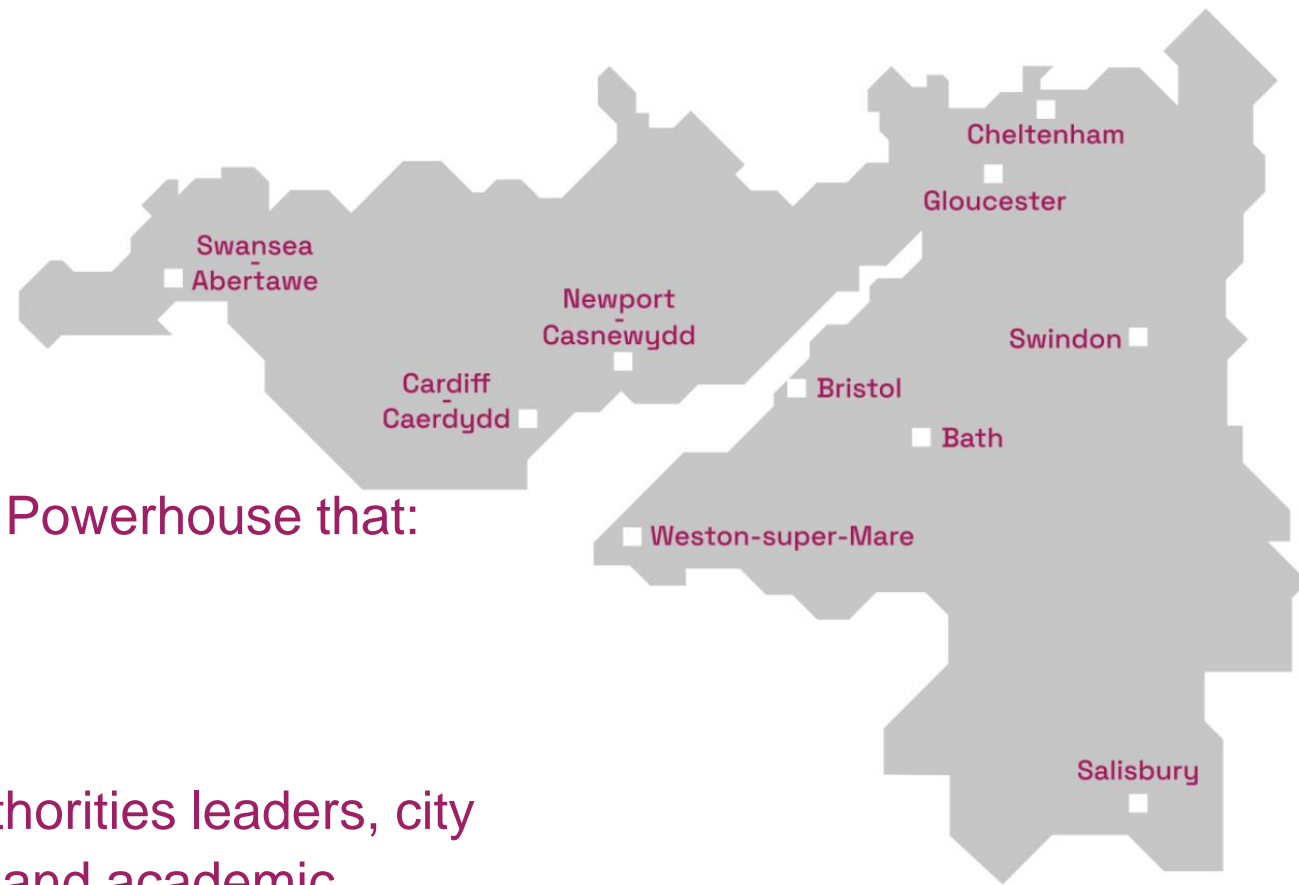 Cheltenham
Gloucester
Swansea
-
Abertawe
Newport
-
Casnewydd
Swindon
Cardiff
-
Caerdydd
Bristol
Bath
Powerhouse that:
Weston-super-Mare
Salisbury
thorities leaders, city
and academic